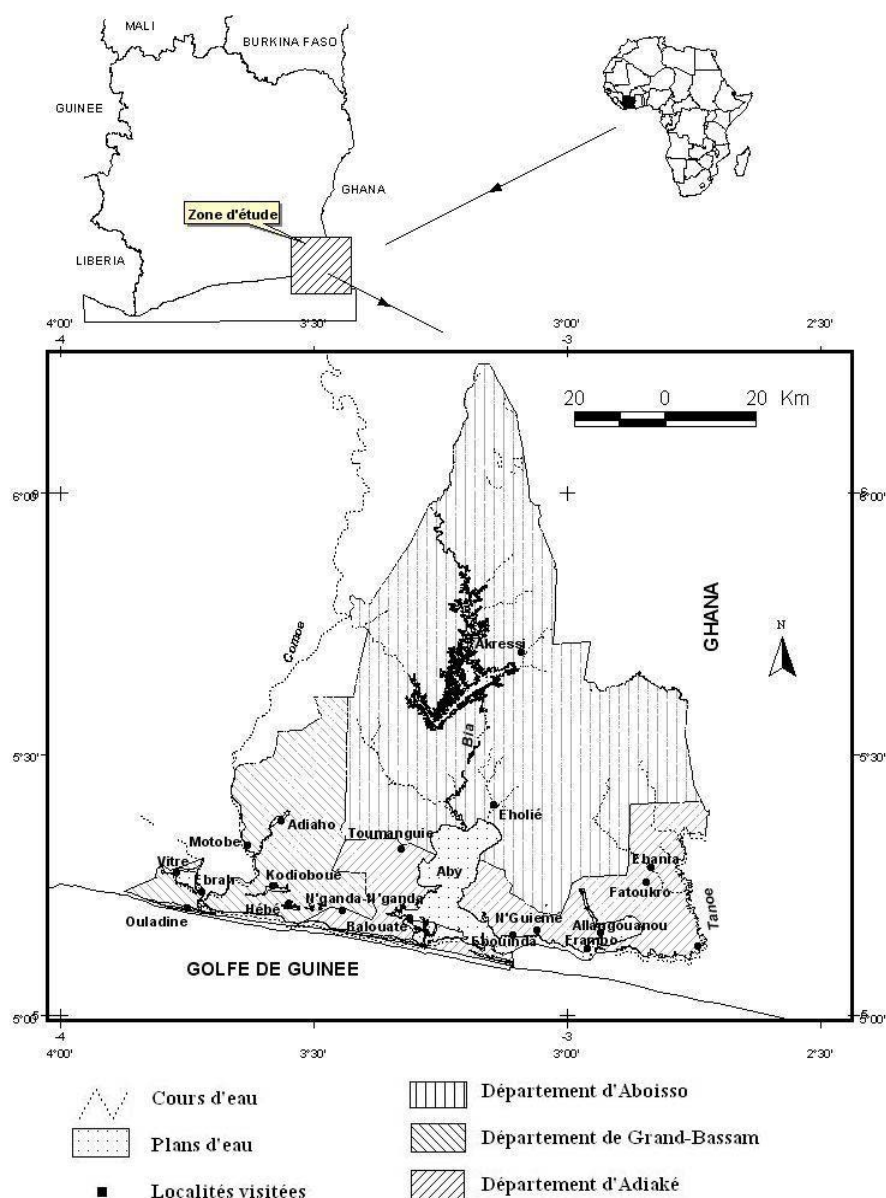 MALI
BURKINA FASO
GUINEE
GHANA
Zone d'étude
LIBERIA
4°00' 3°30' 3°00' 2°30'
-4 -3
20 0 20 Km
6°00' 6°00'
Comoe
GHANA
N
Akressi
Bia
5°30' 5°30'
Eholié
Adiaho
Toumanguie
Motobe
Vitre
Aby
Ehania
Ebrah
Kodioboué
Fatoukro
N'ganda-N'ganda
Hébé
N'Guiemé
Tanoe
Ouladine
Balouaté
Allangouanou
Ebouinda
Frambo
GOLFE DE GUINEE
5°00' 5°00'
-4 -3
4°00' 3°30' 3°00' 2°30'
Cours d'eau
Département d'Aboisso
Plans d'eau
Département de Grand-Bassam
Localités visitées
Département d'Adiaké